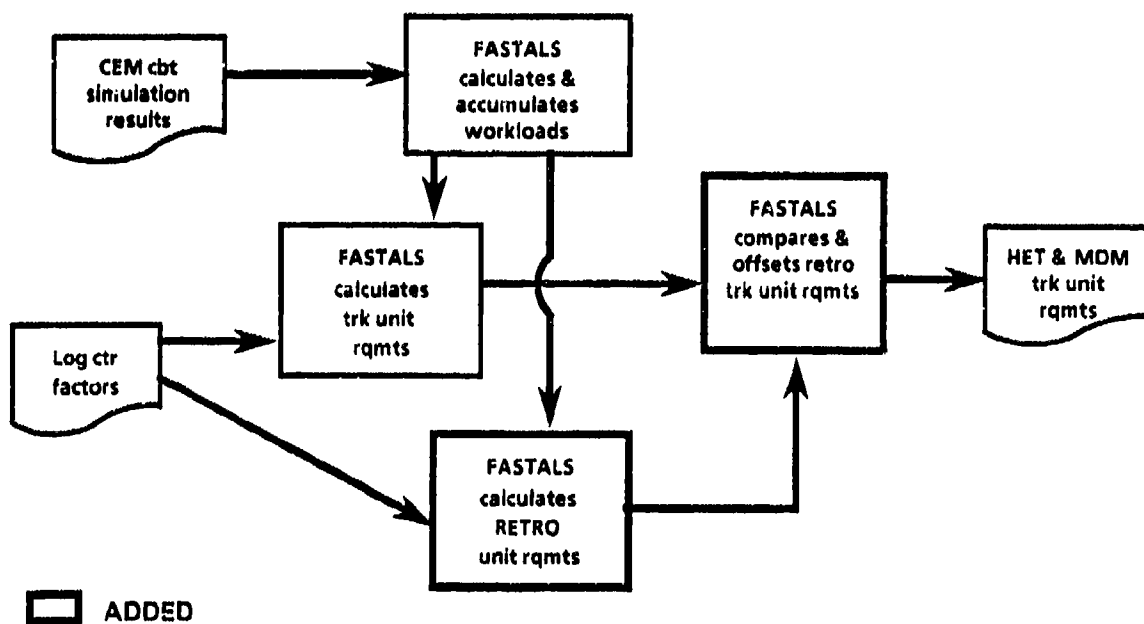 CEM cbt
simulation
results
FASTALS
calculates &
accumulates
workloads
FASTALS
calculates
trk unit
rqmts
FASTALS
compares &
offsets retro
trk unit rqmts
HET & MDM
trk unit
rqmts
Log ctr
factors
FASTALS
calculates
RETRO
unit rqmts
ADDED